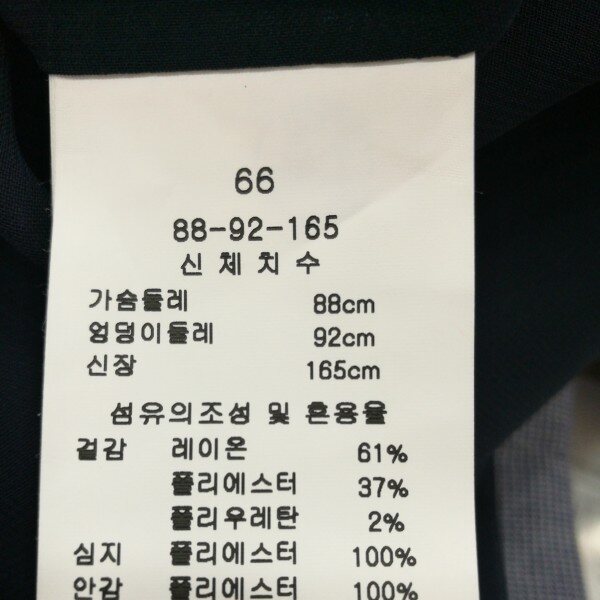 66
88-92-165
신체치수
가슴둘레 88cm
엉덩이둘레 92cm
신장 165cm
섬유의조성 및 혼용율
겉감 레이온 61%
폴리에스터 37%
폴리우레탄 2%
심지 폴리에스터 100%
안감 폴리에스터 100%